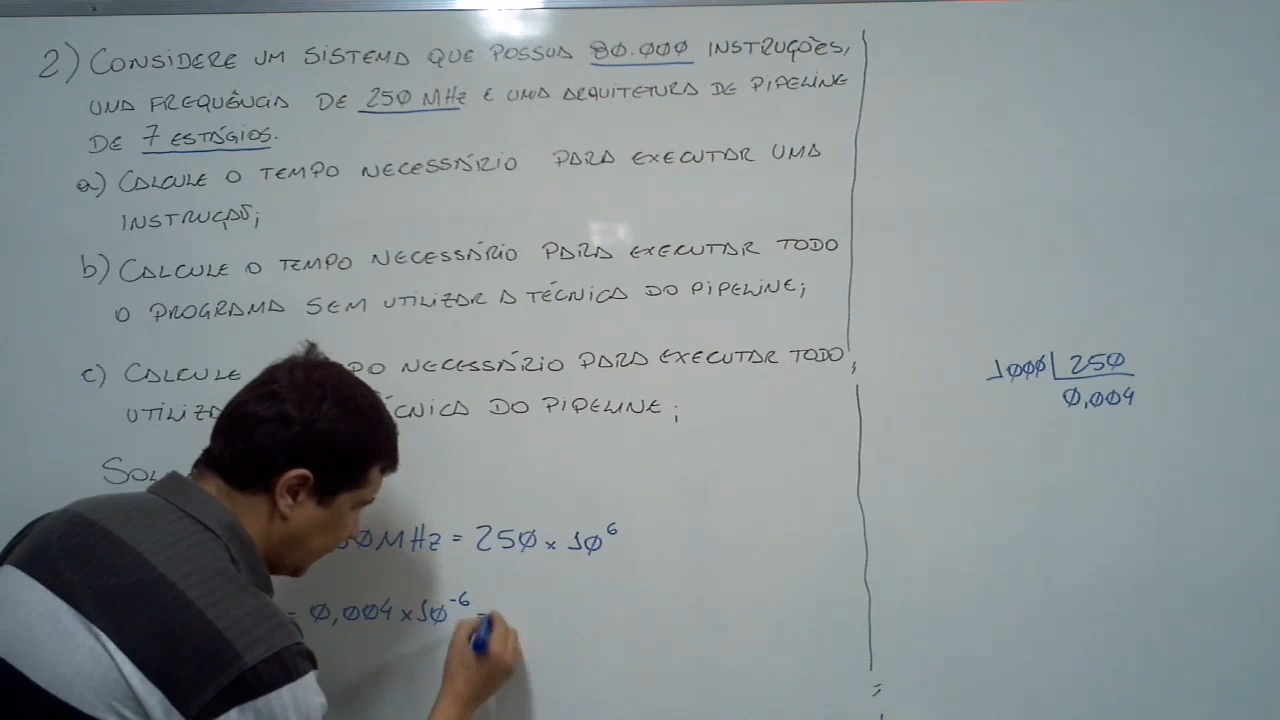 2) CONSIDERE UM SISTEMA QUE POSSUA 80.000 INSTRUÇÕES,
UMA FREQUÊNCIA DE 250 MHz E UMA ARQUITETURA DE PIPELINE
DE 7 ESTÁGIOS.
a) CALCULE O TEMPO NECESSÁRIO PARA EXECUTAR UMA
INSTRUÇÃO;
b) CALCULE O TEMPO NECESSÁRIO PARA EXECUTAR TODO
O PROGRAMA SEM UTILIZAR A TÉCNICA DO PIPELINE;
c) CALCULE PO NECESSÁRIO PARA EXECUTAR TODO
UTILIZA CNICA DO PIPELINE;
SOL
50MHz = 250 × 10⁶
= 0,004 × 10⁻⁶ =
1000 | 250
0,004